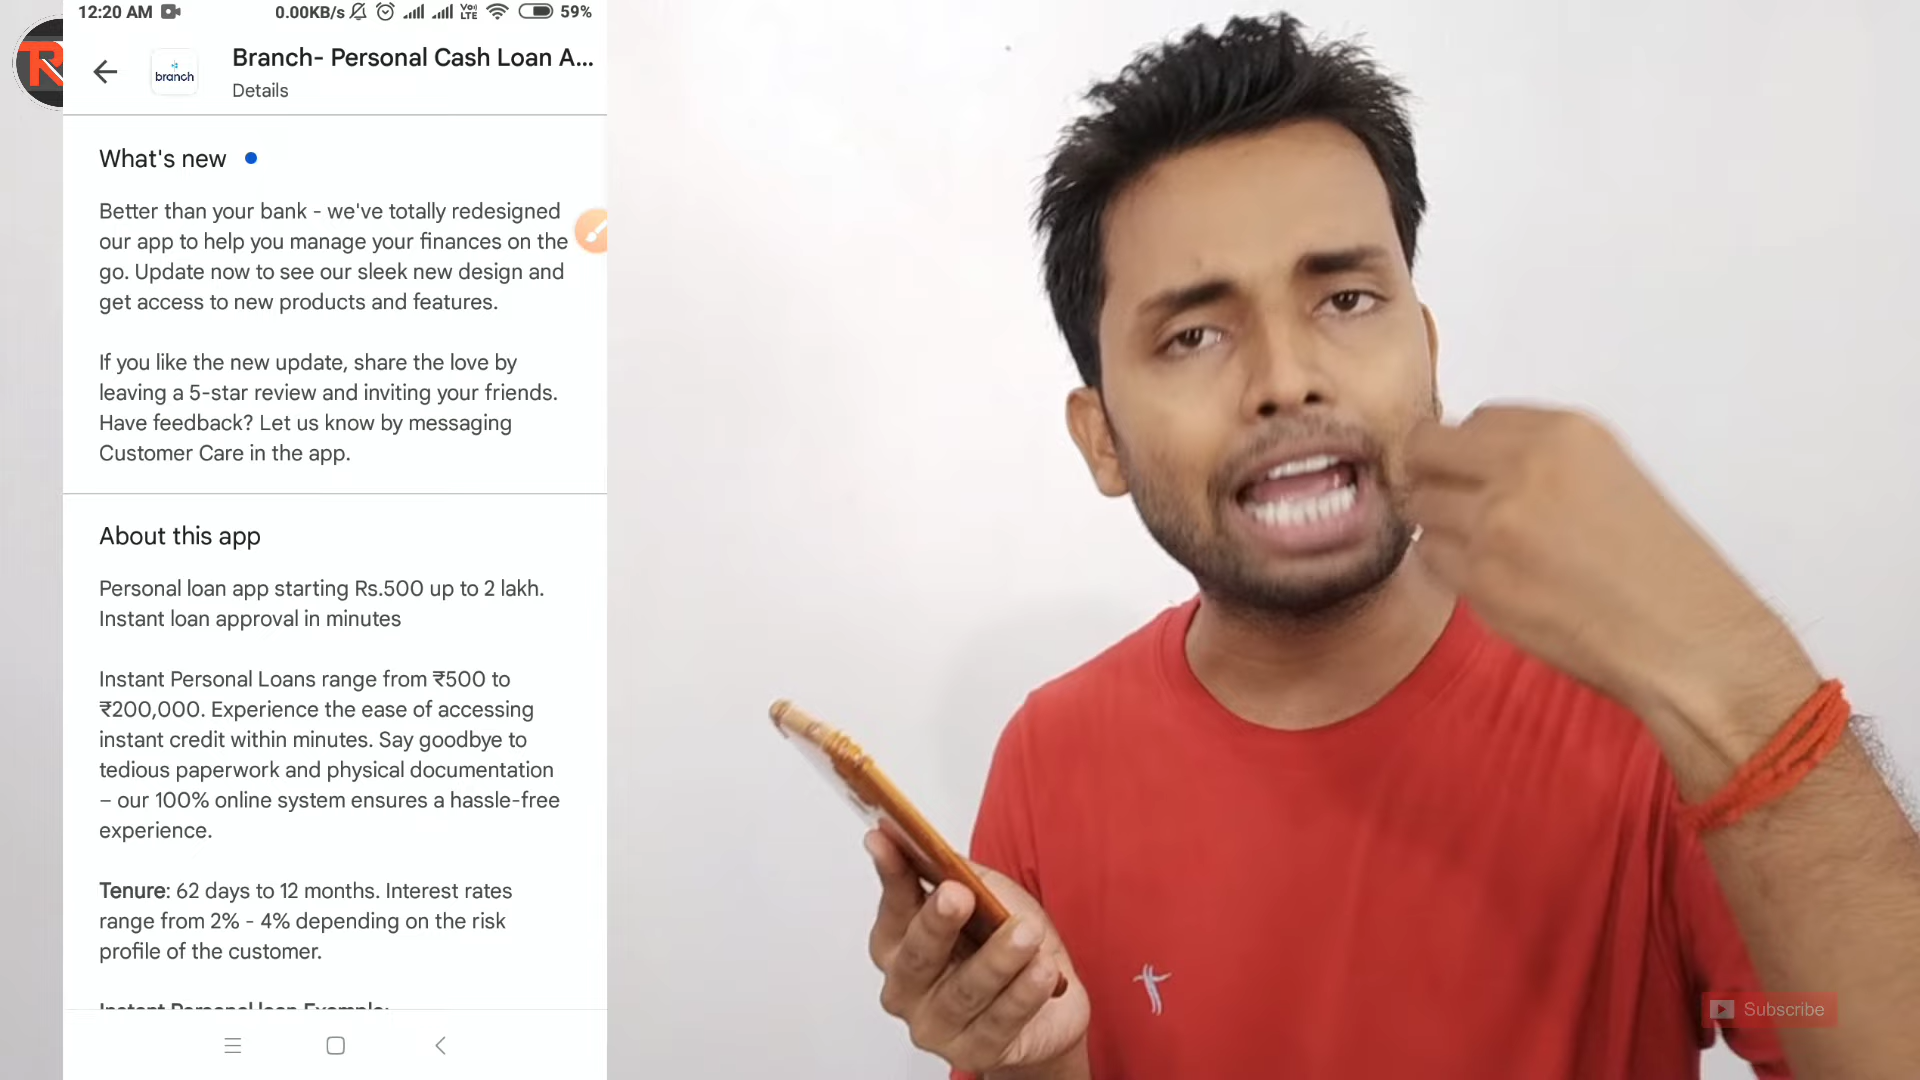 12:20 AM
0.00KB/s
Vo)) LTE
59%
R
branch
Branch- Personal Cash Loan A...
Details
What's new
Better than your bank - we've totally redesigned
our app to help you manage your finances on the
go. Update now to see our sleek new design and
get access to new products and features.
If you like the new update, share the love by
leaving a 5-star review and inviting your friends.
Have feedback? Let us know by messaging
Customer Care in the app.
About this app
Personal loan app starting Rs.500 up to 2 lakh.
Instant loan approval in minutes
Instant Personal Loans range from ₹500 to
₹200,000. Experience the ease of accessing
instant credit within minutes. Say goodbye to
tedious paperwork and physical documentation
– our 100% online system ensures a hassle-free
experience.
Tenure: 62 days to 12 months. Interest rates
range from 2% - 4% depending on the risk
profile of the customer.
Instant Personal loan Example:
Subscribe